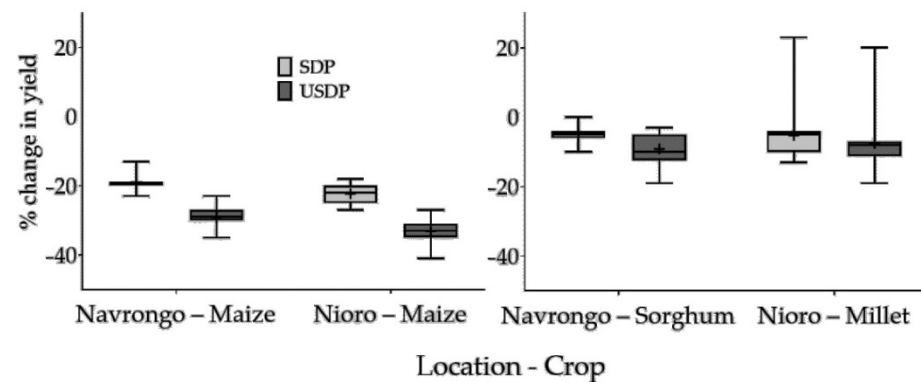 % change in yield
20
0
-20
-40
SDP
USDP
Navrongo – Maize
Nioro – Maize
20
0
-20
-40
Navrongo – Sorghum
Nioro – Millet
Location - Crop